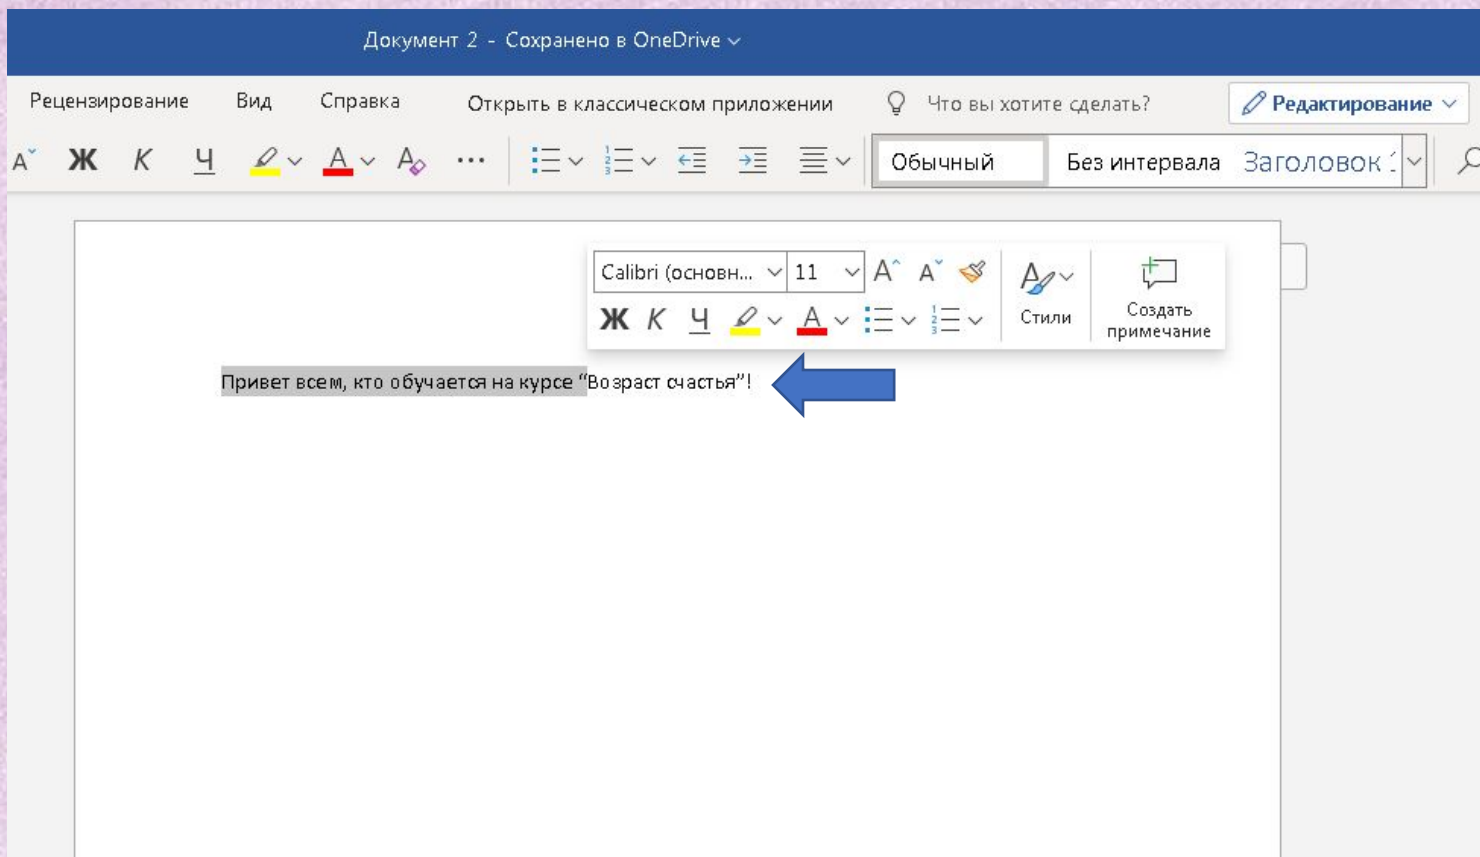 Документ 2 - Сохранено в OneDrive
Рецензирование Вид Справка Открыть в классическом приложении Что вы хотите сделать? Редактирование
A Ж К Ч A A ... Обычный Без интервала Заголовок
Calibri (основн... 11 A A
Ж К Ч A Стили Создать примечание
Привет всем, кто обучается на курсе “Возраст счастья”!